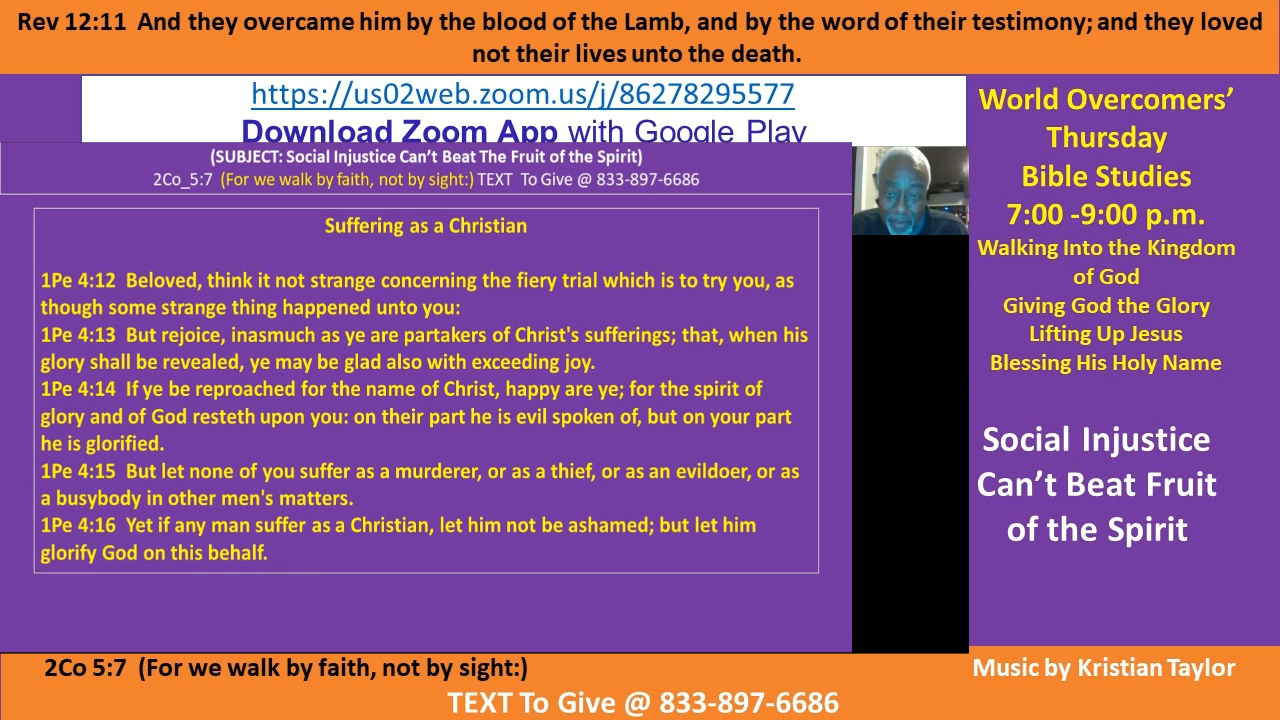 Rev 12:11  And they overcame him by the blood of the Lamb, and by the word of their testimony; and they loved
not their lives unto the death.
https://us02web.zoom.us/j/86278295577
Download Zoom App with Google Play
(SUBJECT: Social Injustice Can’t Beat The Fruit of the Spirit)
2Co_5:7  (For we walk by faith, not by sight:) TEXT  To Give @ 833-897-6686
Suffering as a Christian
1Pe 4:12  Beloved, think it not strange concerning the fiery trial which is to try you, as
though some strange thing happened unto you:
1Pe 4:13  But rejoice, inasmuch as ye are partakers of Christ's sufferings; that, when his
glory shall be revealed, ye may be glad also with exceeding joy.
1Pe 4:14  If ye be reproached for the name of Christ, happy are ye; for the spirit of
glory and of God resteth upon you: on their part he is evil spoken of, but on your part
he is glorified.
1Pe 4:15  But let none of you suffer as a murderer, or as a thief, or as an evildoer, or as
a busybody in other men's matters.
1Pe 4:16  Yet if any man suffer as a Christian, let him not be ashamed; but let him
glorify God on this behalf.
World Overcomers’
Thursday
Bible Studies
7:00 -9:00 p.m.
Walking Into the Kingdom
of God
Giving God the Glory
Lifting Up Jesus
Blessing His Holy Name
Social Injustice
Can’t Beat Fruit
of the Spirit
2Co 5:7  (For we walk by faith, not by sight:)
Music by Kristian Taylor
TEXT To Give @ 833-897-6686